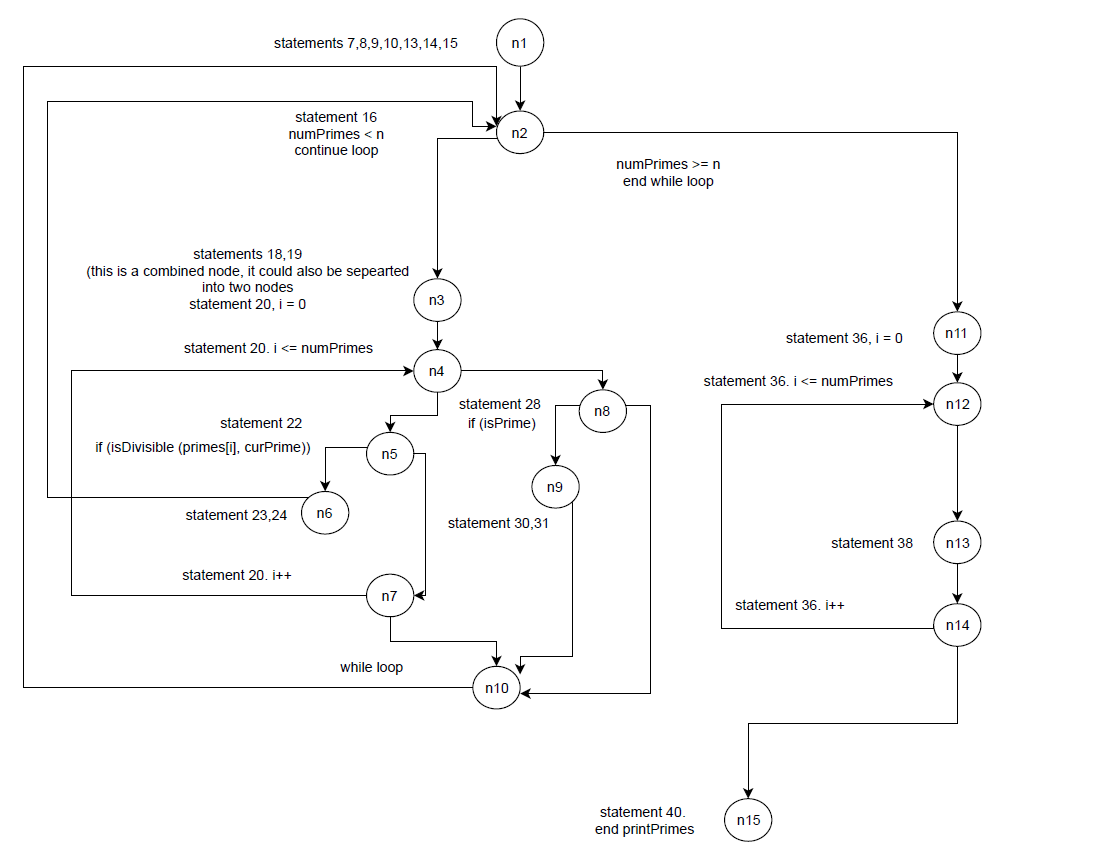 statements 7,8,9,10,13,14,15
n1
statement 16
numPrimes < n
continue loop
n2
numPrimes >= n
end while loop
statements 18,19
(this is a combined node, it could also be sepearted
into two nodes
statement 20, i = 0
n3
statement 36, i = 0
n11
statement 20. i <= numPrimes
n4
statement 36. i <= numPrimes
n12
statement 28
if (isPrime)
n8
statement 22
if (isDivisible (primes[i], curPrime))
n5
n9
statement 23,24
n6
statement 30,31
statement 38
n13
statement 20. i++
n7
statement 36. i++
n14
while loop
n10
statement 40.
end printPrimes
n15